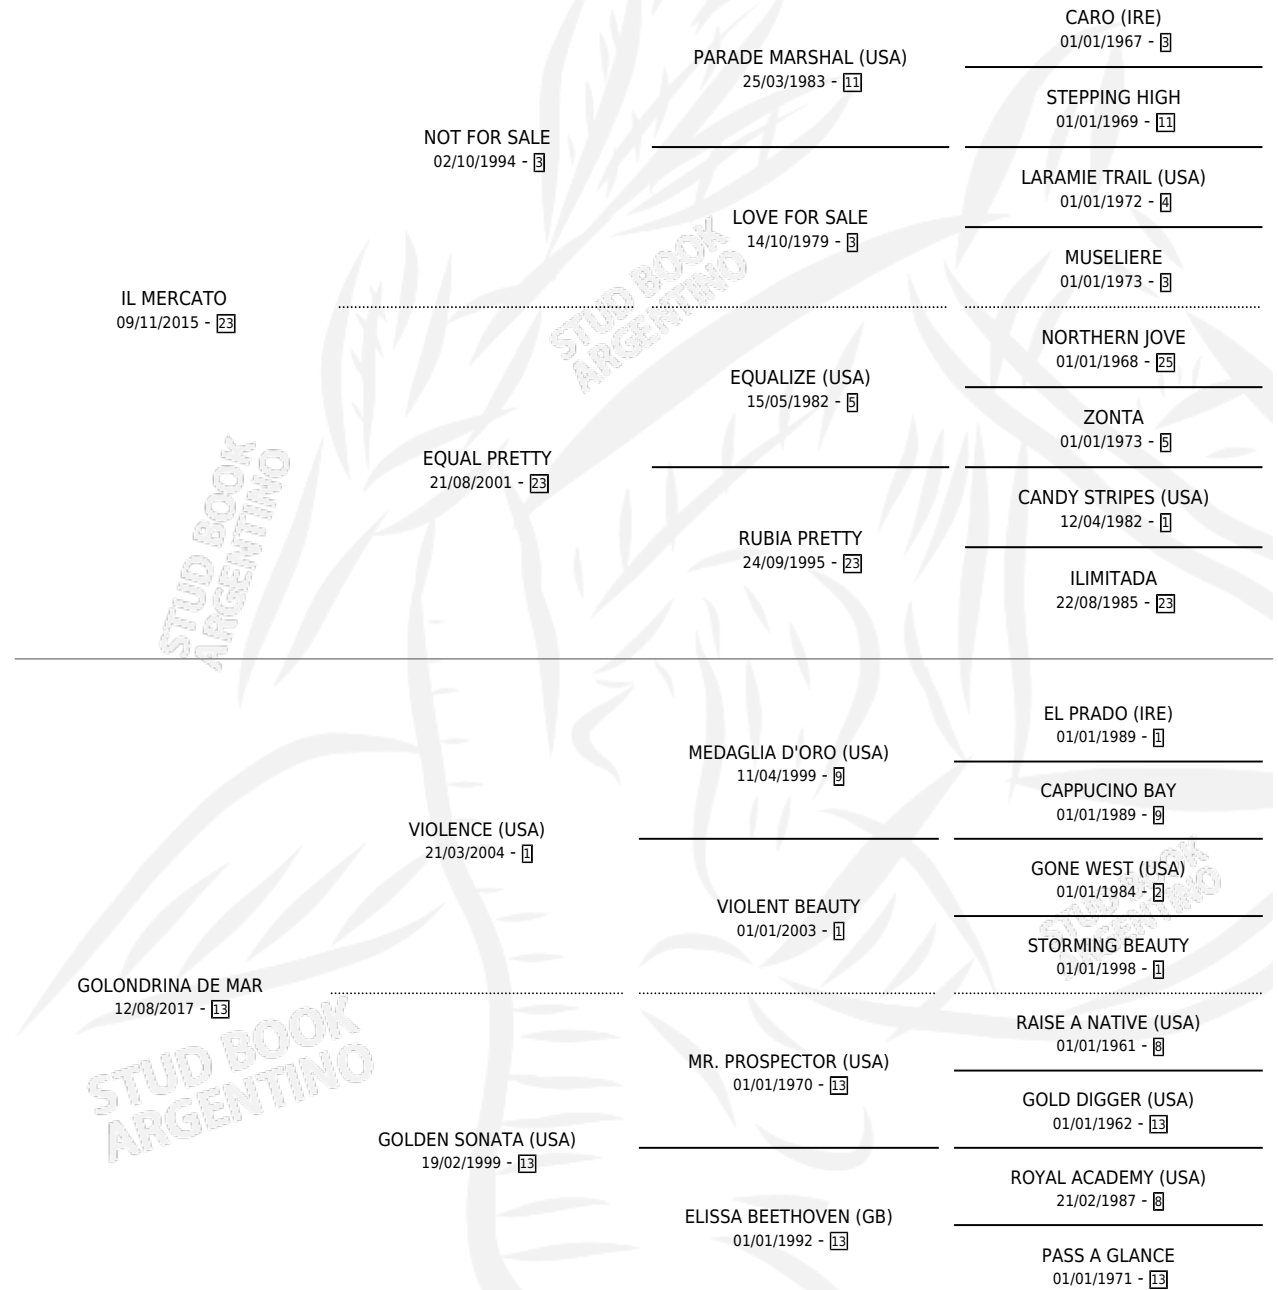 CARO (IRE)
01/01/1967 - 3
PARADE MARSHAL (USA)
25/03/1983 - 11
STEPPING HIGH
01/01/1969 - 11
NOT FOR SALE
02/10/1994 - 3
LARAMIE TRAIL (USA)
01/01/1972 - 4
LOVE FOR SALE
14/10/1979 - 3
MUSELIERE
01/01/1973 - 3
IL MERCATO
09/11/2015 - 23
NORTHERN JOVE
01/01/1968 - 25
EQUALIZE (USA)
15/05/1982 - 5
ZONTA
01/01/1973 - 5
EQUAL PRETTY
21/08/2001 - 23
CANDY STRIPES (USA)
12/04/1982 - 1
RUBIA PRETTY
24/09/1995 - 23
ILIMITADA
22/08/1985 - 23
EL PRADO (IRE)
01/01/1989 - 1
MEDAGLIA D'ORO (USA)
11/04/1999 - 9
CAPPUCINO BAY
01/01/1989 - 9
VIOLENCE (USA)
21/03/2004 - 1
GONE WEST (USA)
01/01/1984 - 2
VIOLENT BEAUTY
01/01/2003 - 1
STORMING BEAUTY
01/01/1998 - 1
GOLONDRINA DE MAR
12/08/2017 - 13
RAISE A NATIVE (USA)
01/01/1961 - 8
MR. PROSPECTOR (USA)
01/01/1970 - 13
GOLD DIGGER (USA)
01/01/1962 - 13
GOLDEN SONATA (USA)
19/02/1999 - 13
ROYAL ACADEMY (USA)
21/02/1987 - 8
ELISSA BEETHOVEN (GB)
01/01/1992 - 13
PASS A GLANCE
01/01/1971 - 13
STUD BOOK
ARGENTINO
STUD BOOK
ARGENTINO
STUD BOOK
ARGENTINO
STUD BOOK
ARGENTINO